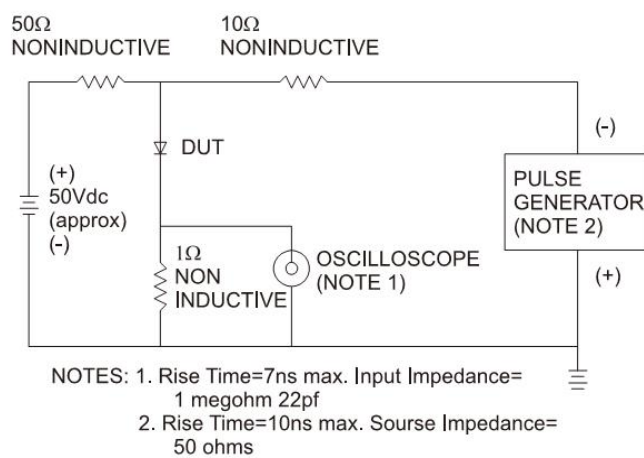 50Ω
NONINDUCTIVE
10Ω
NONINDUCTIVE
DUT
(+)
50Vdc
(approx)
(-)
(-)
PULSE
GENERATOR
(NOTE 2)
(+)
1Ω
NON
INDUCTIVE
OSCILLOSCOPE
(NOTE 1)
NOTES: 1. Rise Time=7ns max. Input Impedance=
1 megohm 22pf
2. Rise Time=10ns max. Sourse Impedance=
50 ohms